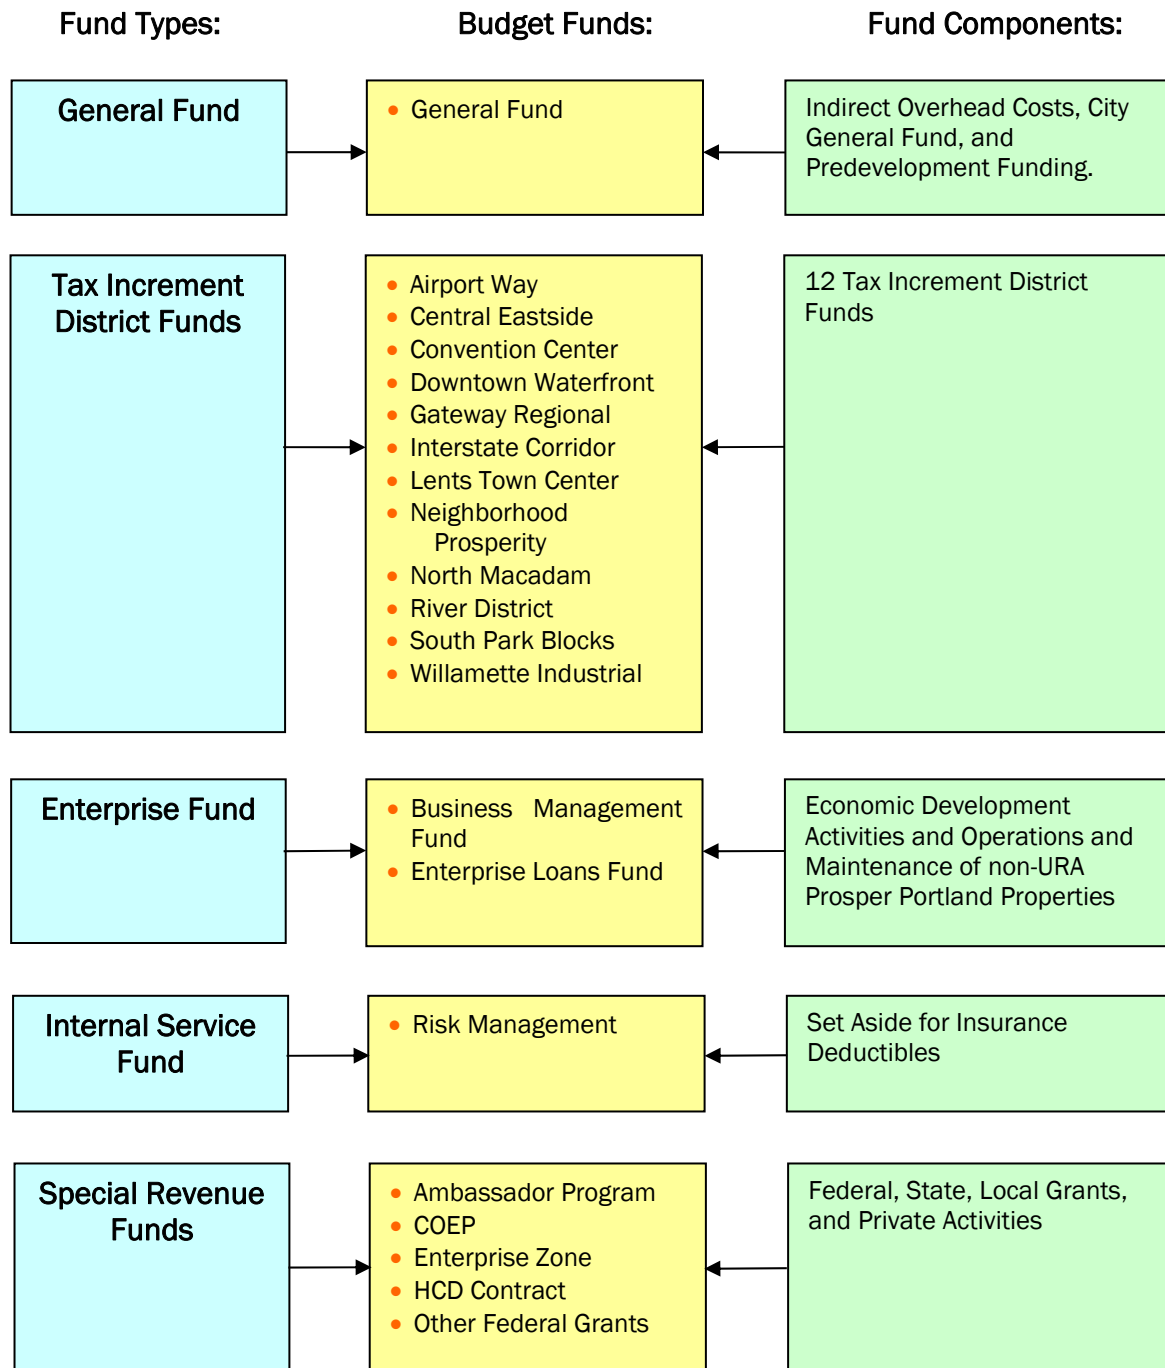 Fund Types:
Budget Funds:
Fund Components:
General Fund
• General Fund
Indirect Overhead Costs, City
General Fund, and
Predevelopment Funding.
Tax Increment
District Funds
• Airport Way
• Central Eastside
• Convention Center
• Downtown Waterfront
• Gateway Regional
• Interstate Corridor
• Lents Town Center
• Neighborhood
Prosperity
• North Macadam
• River District
• South Park Blocks
• Willamette Industrial
12 Tax Increment District
Funds
Enterprise Fund
• Business Management
Fund
• Enterprise Loans Fund
Economic Development
Activities and Operations and
Maintenance of non-URA
Prosper Portland Properties
Internal Service
Fund
• Risk Management
Set Aside for Insurance
Deductibles
Special Revenue
Funds
• Ambassador Program
• COEP
• Enterprise Zone
• HCD Contract
• Other Federal Grants
Federal, State, Local Grants,
and Private Activities